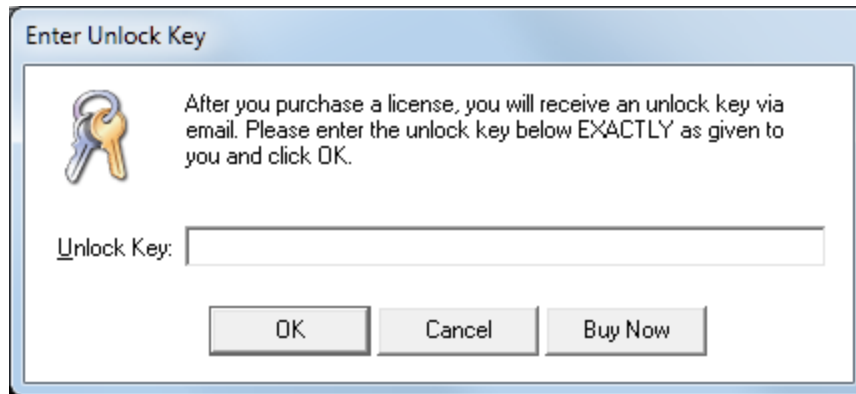 Enter Unlock Key
After you purchase a license, you will receive an unlock key via
email. Please enter the unlock key below EXACTLY as given to
you and click OK.
Unlock Key:
OK Cancel Buy Now